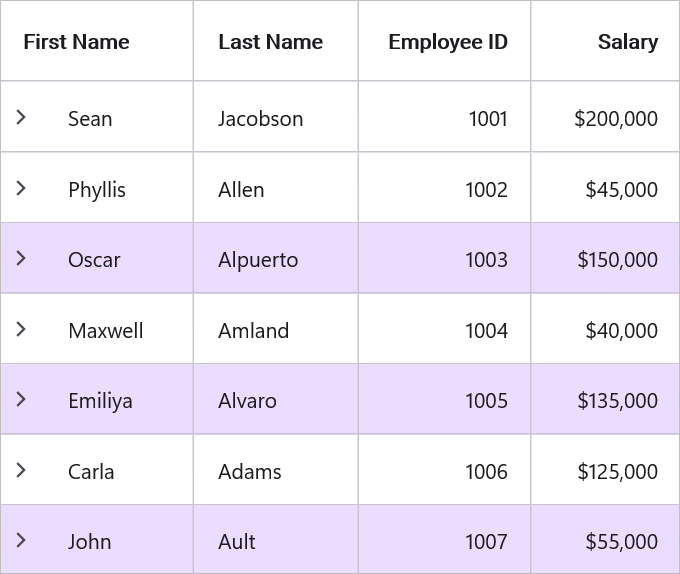 First Name Last Name Employee ID Salary
Sean Jacobson 1001 $200,000
Phyllis Allen 1002 $45,000
Oscar Alpuerto 1003 $150,000
Maxwell Amland 1004 $40,000
Emiliya Alvaro 1005 $135,000
Carla Adams 1006 $125,000
John Ault 1007 $55,000